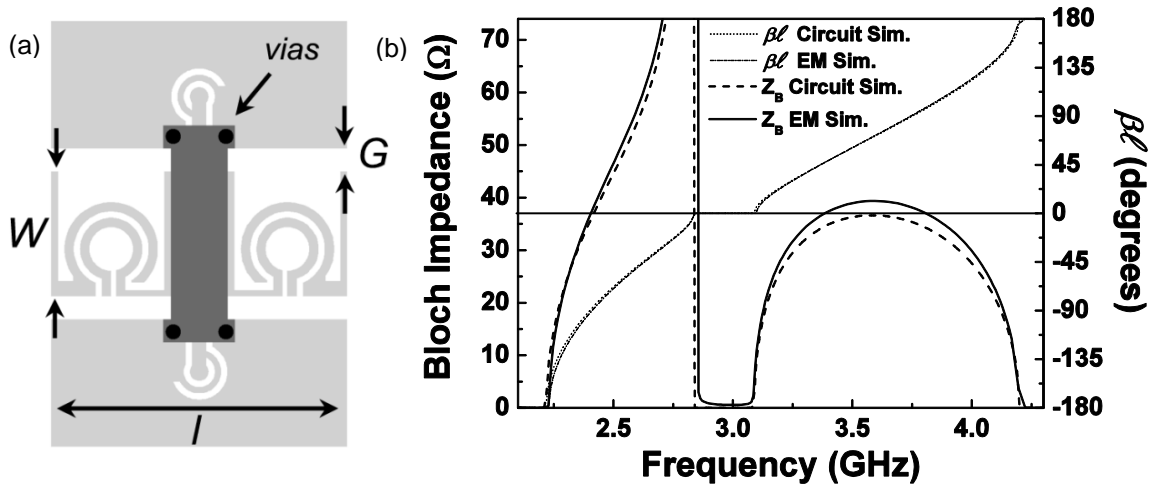 (a)
vias
G
W
l
(b)
Bloch Impedance (Ω)
70
60
50
40
30
20
10
0
βℓ Circuit Sim.
βℓ EM Sim.
Z_B Circuit Sim.
Z_B EM Sim.
180
135
90
45
0
-45
-90
-135
-180
βℓ (degrees)
2.5 3.0 3.5 4.0
Frequency (GHz)